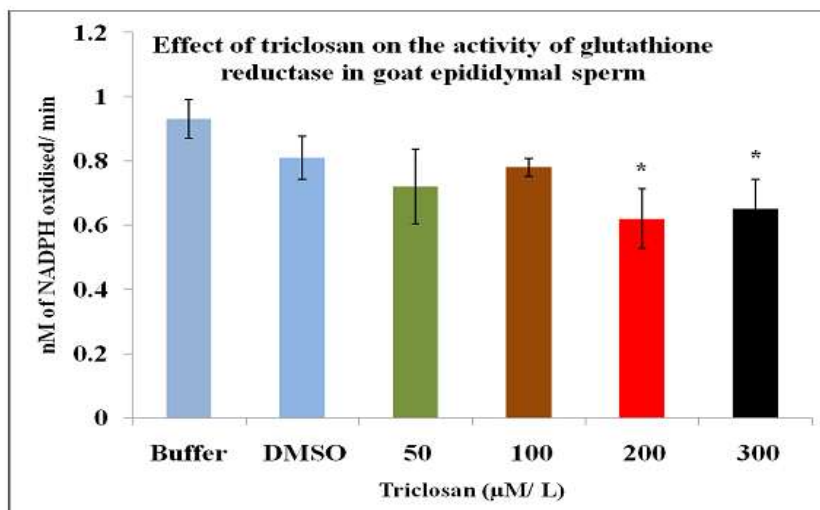 Effect of triclosan on the activity of glutathione
reductase in goat epididymal sperm
nM of NADPH oxidised/ min
1.2
1
0.8
0.6
0.4
0.2
0
* *
Buffer DMSO 50 100 200 300
Triclosan (µM/ L)